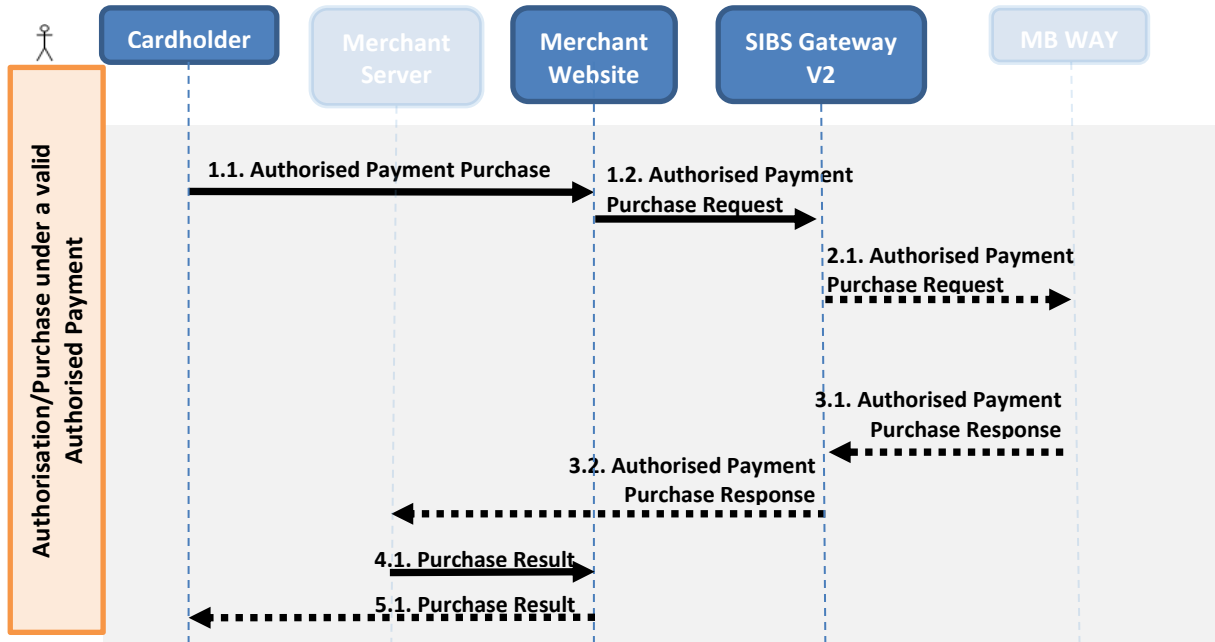 Cardholder
Merchant
Server
Merchant
Website
SIBS Gateway
V2
MB WAY
Authorisation/Purchase under a valid
Authorised Payment
1.1. Authorised Payment Purchase
1.2. Authorised Payment
Purchase Request
2.1. Authorised Payment
Purchase Request
3.1. Authorised Payment
Purchase Response
3.2. Authorised Payment
Purchase Response
4.1. Purchase Result
5.1. Purchase Result